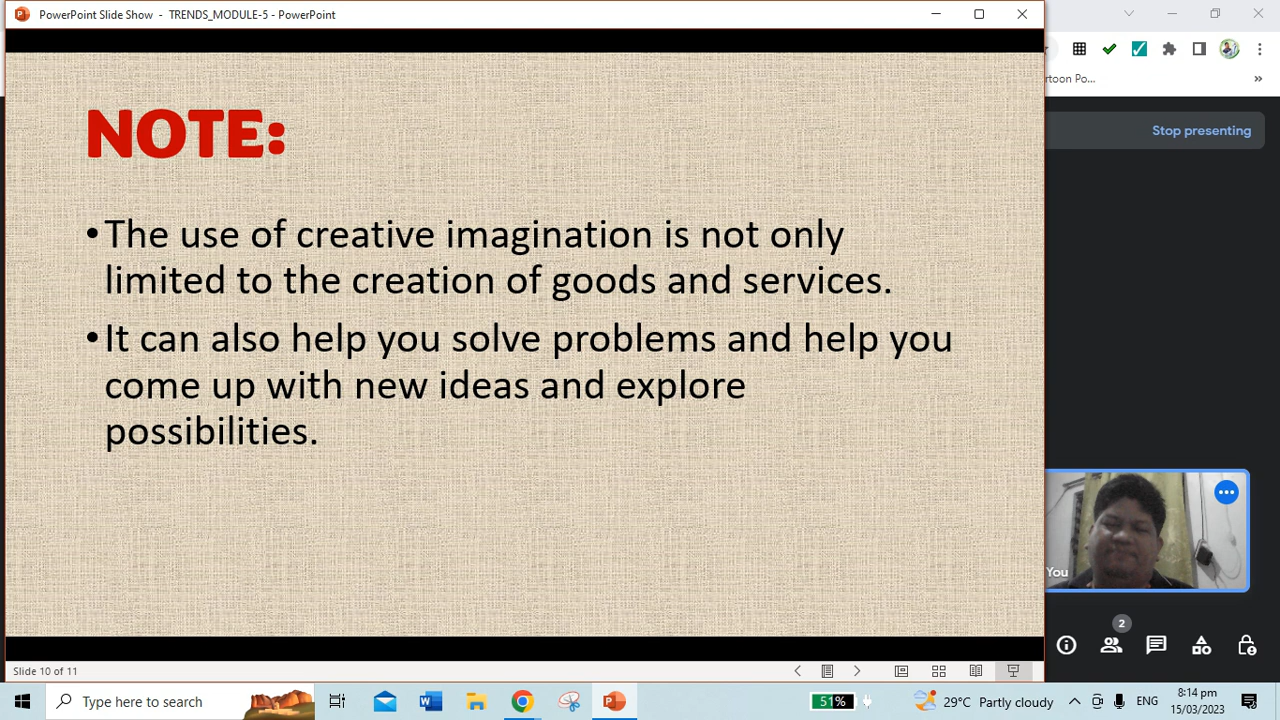 PowerPoint Slide Show - TRENDS_MODULE-5 - PowerPoint
rtoon Po...
»
Stop presenting
NOTE:
•The use of creative imagination is not only
limited to the creation of goods and services.
•It can also help you solve problems and help you
come up with new ideas and explore
possibilities.
You
2
Slide 10 of 11
Type here to search
51%
29°C Partly cloudy
ENG
8:14 pm
15/03/2023